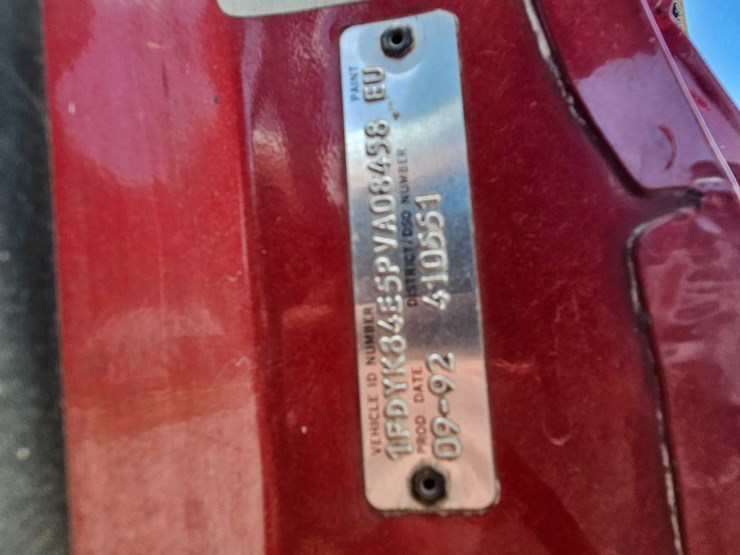 VEHICLE ID NUMBER PAINT
1FDYK84E5PVA08458 EU
PROD DATE DISTRICT/DSO NUMBER
09-92 410551